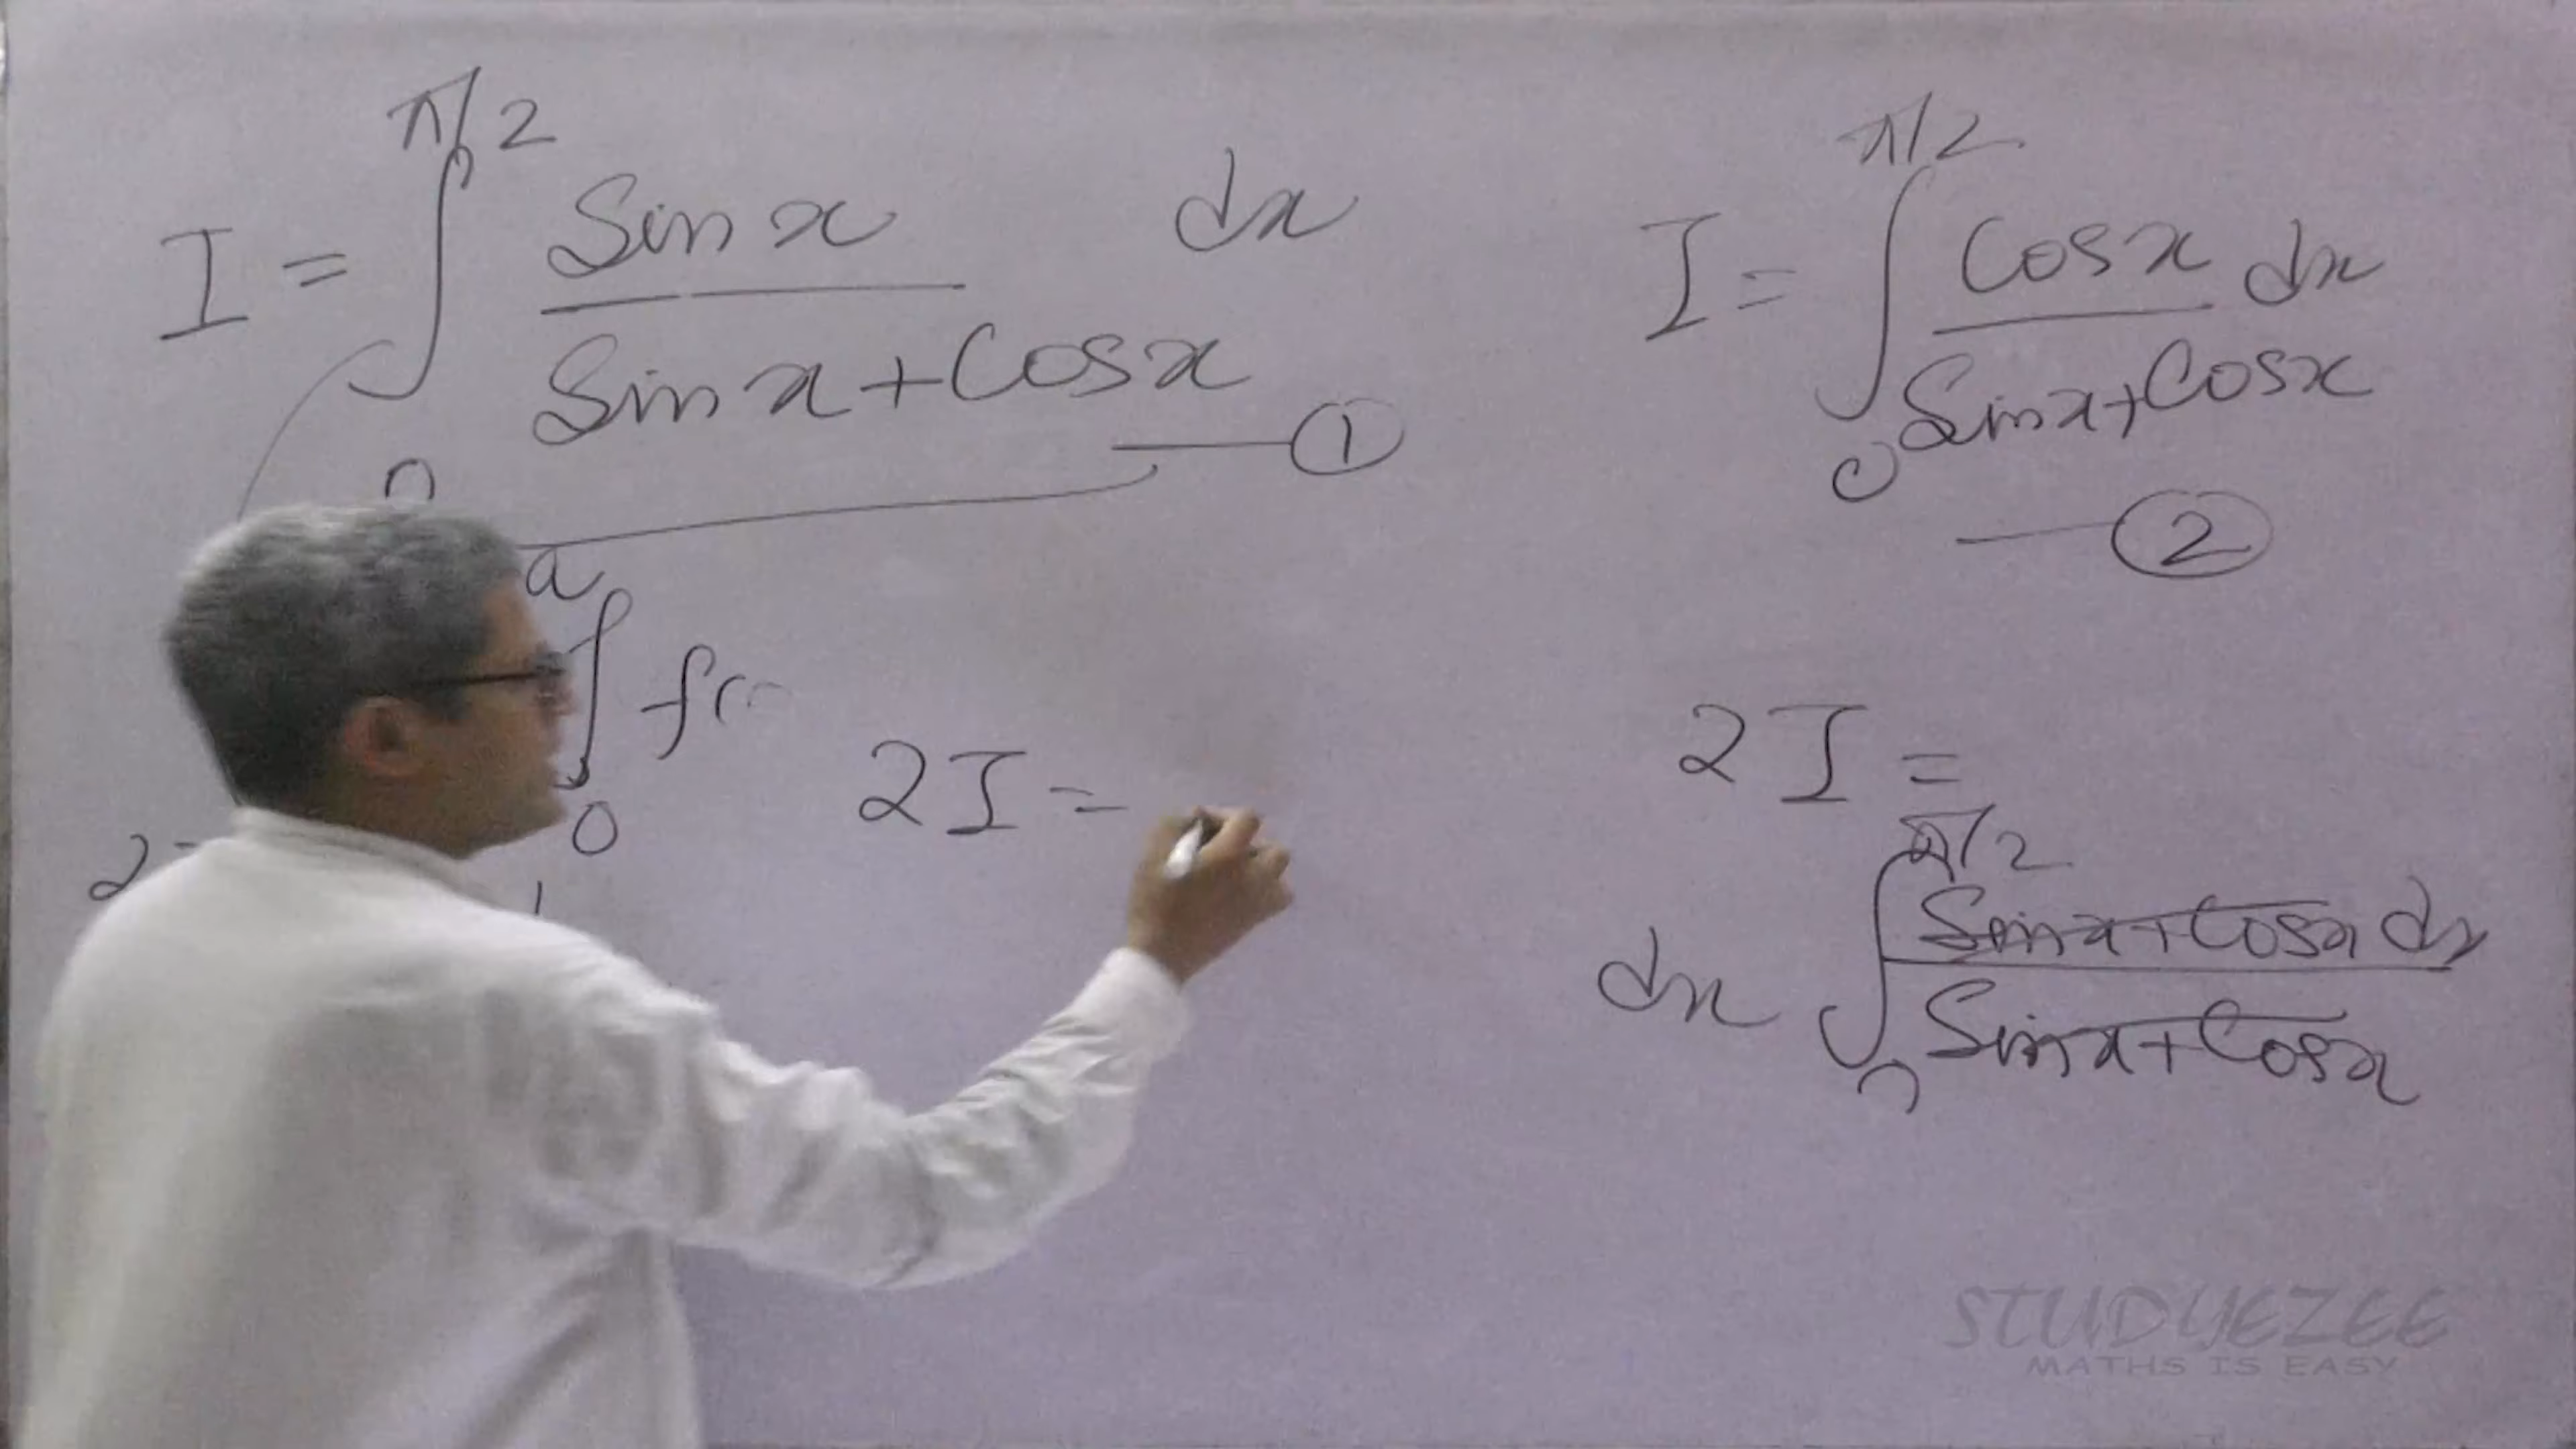 I = ∫ π/2 0 Sin x / Sin x + Cos x dx
— ①
I = ∫ π/2 0 Cos x / Sin x + Cos x dx
— ②
a ∫ 0 f(
2
2I =
2I =
dx ∫ π/2 0 Sin x + Cos x / Sin x + Cos x dx
STUDYEZEE
MATHS IS EASY